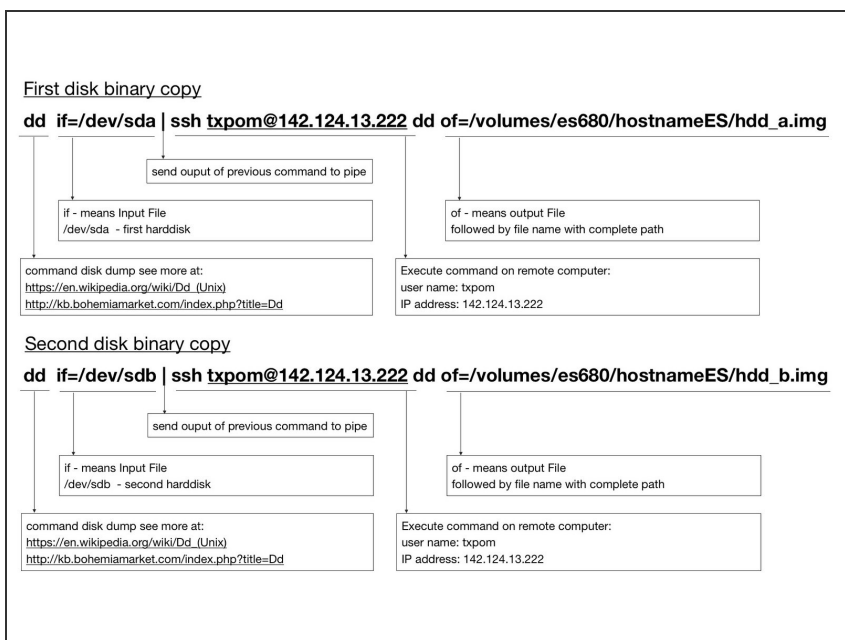 First disk binary copy
dd if=/dev/sda | ssh txpom@142.124.13.222 dd of=/volumes/es680/hostnameES/hdd_a.img
send ouput of previous command to pipe
if - means Input File
/dev/sda - first harddisk
of - means output File
followed by file name with complete path
command disk dump see more at:
https://en.wikipedia.org/wiki/Dd_(Unix)
http://kb.bohemiamarket.com/index.php?title=Dd
Execute command on remote computer:
user name: txpom
IP address: 142.124.13.222
Second disk binary copy
dd if=/dev/sdb | ssh txpom@142.124.13.222 dd of=/volumes/es680/hostnameES/hdd_b.img
send ouput of previous command to pipe
if - means Input File
/dev/sdb - second harddisk
of - means output File
followed by file name with complete path
command disk dump see more at:
https://en.wikipedia.org/wiki/Dd_(Unix)
http://kb.bohemiamarket.com/index.php?title=Dd
Execute command on remote computer:
user name: txpom
IP address: 142.124.13.222